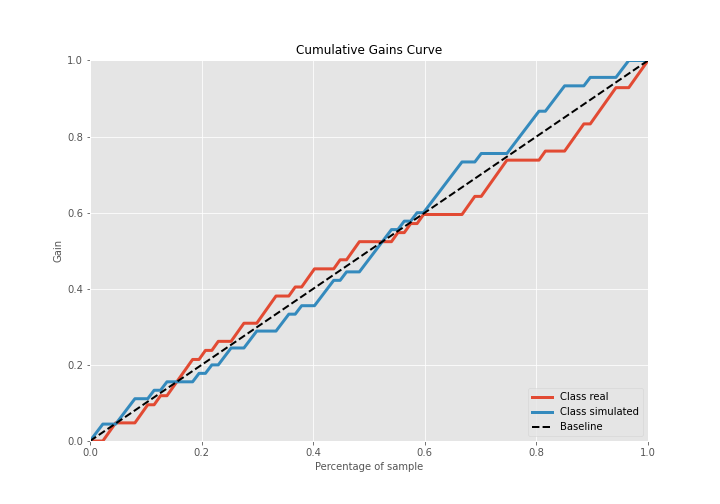 Cumulative Gains Curve
1.0
0.8
0.6
0.4
0.2
0.0
Gain
0.0 0.2 0.4 0.6 0.8 1.0
Percentage of sample
Class real
Class simulated
Baseline